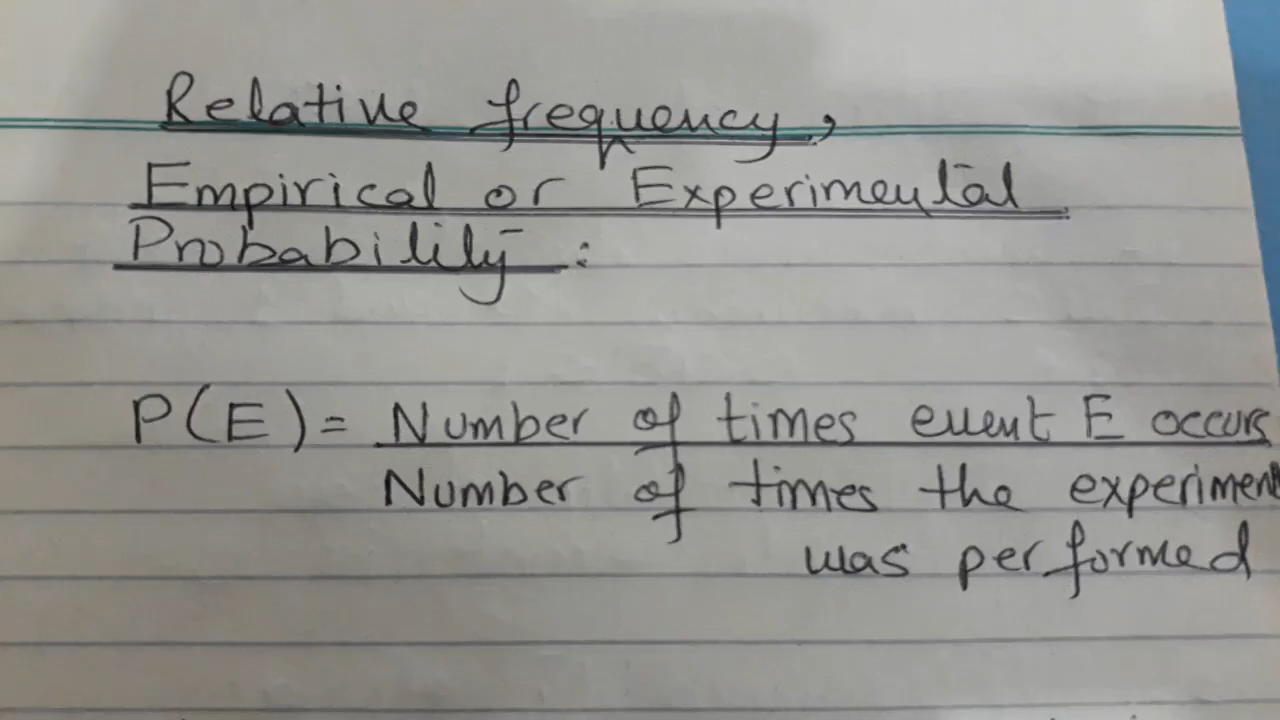 Relative frequency,
Empirical or Experimental
Probability :
P(E) = Number of times event E occurs
Number of times the experiment
was performed